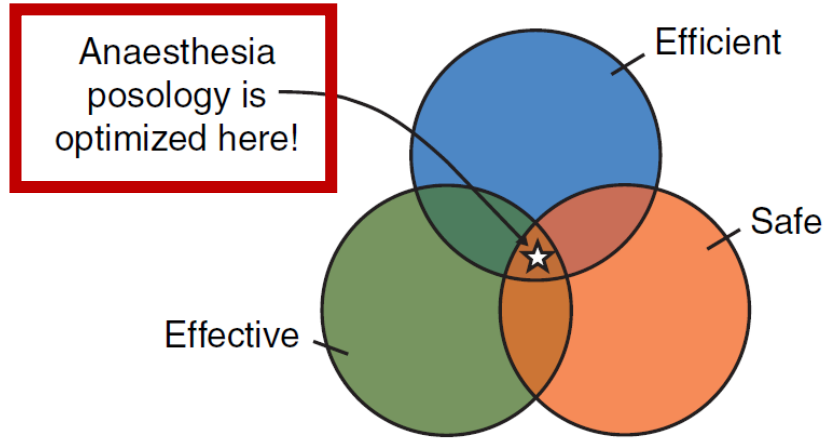 Anaesthesia
posology is
optimized here!
Efficient
Safe
Effective